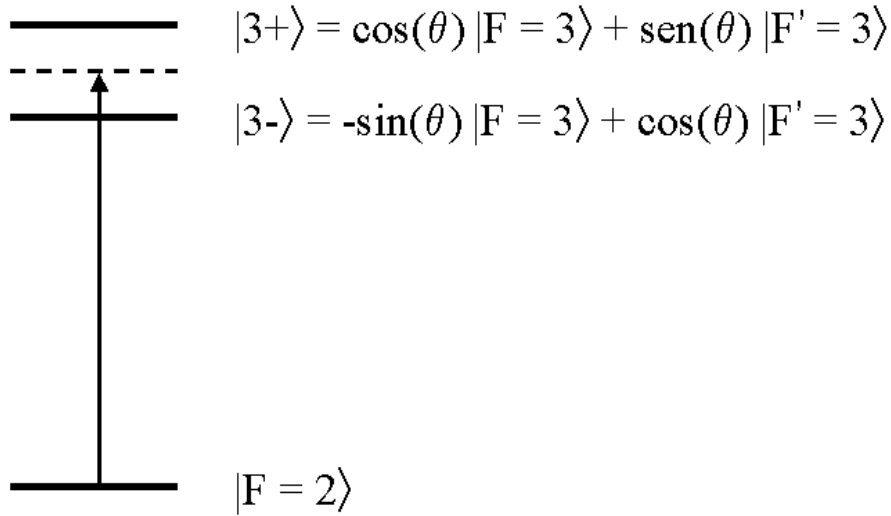 |3+⟩ = cos(θ) |F = 3⟩ + sen(θ) |F' = 3⟩
|3-⟩ = -sin(θ) |F = 3⟩ + cos(θ) |F' = 3⟩
|F = 2⟩